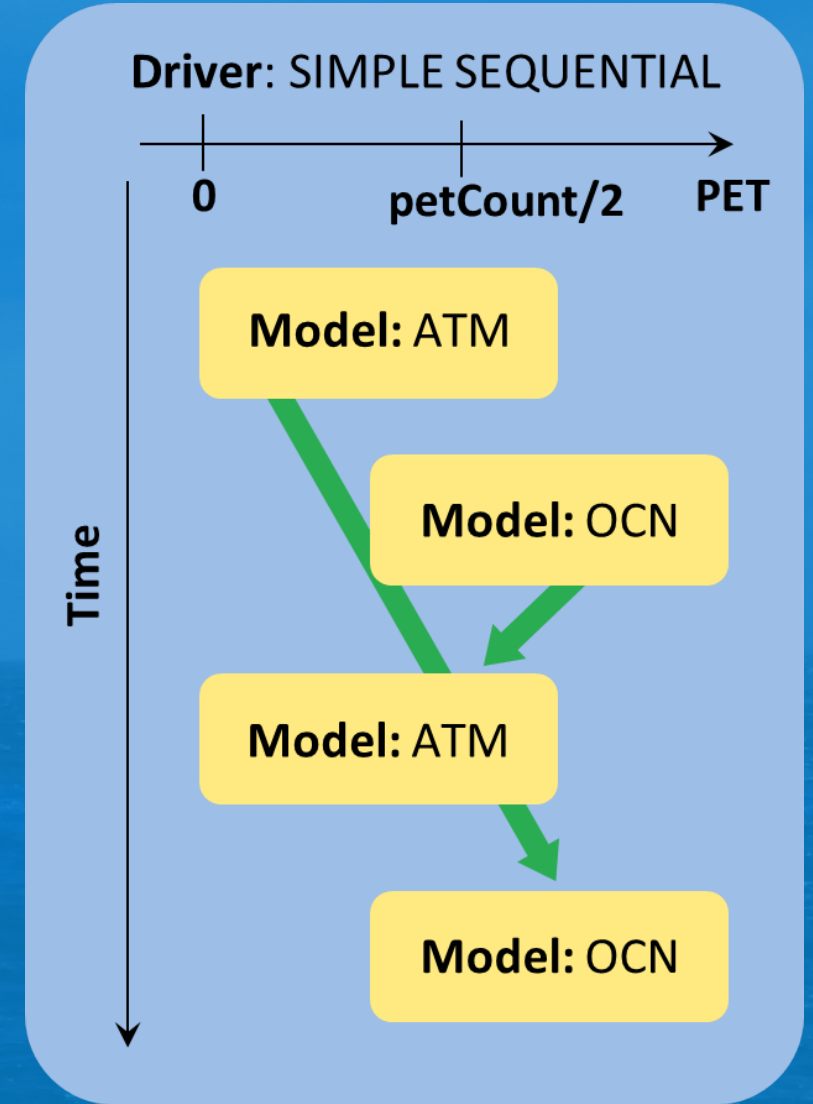 Driver: SIMPLE SEQUENTIAL
0 petCount/2 PET
Model: ATM
Model: OCN
Time
Model: ATM
Model: OCN